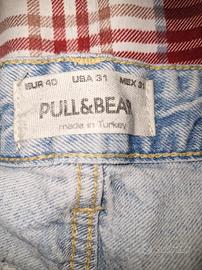 EUR 40 USA 31 MEX 31
PULL&BEAR
made in Turkey